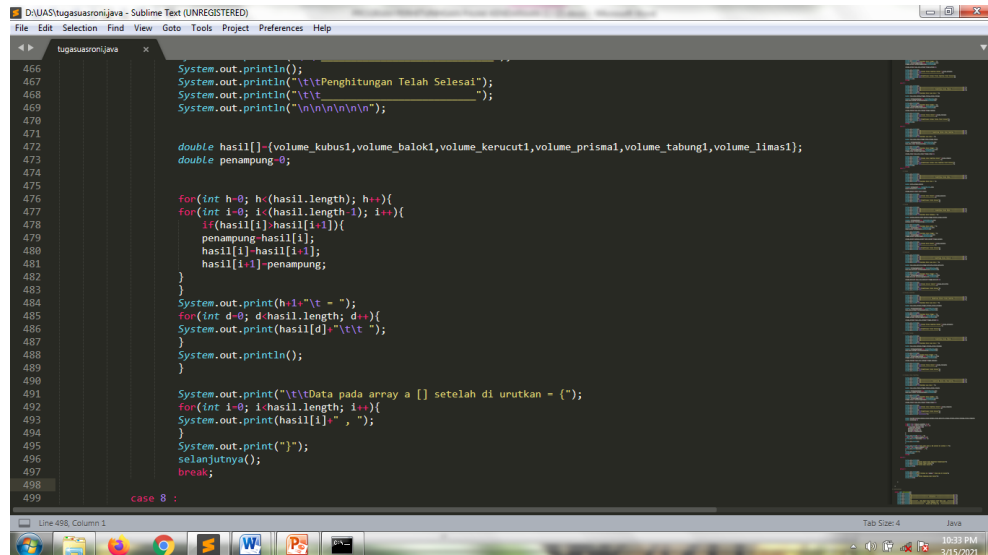 D:\UAS\tugasuasroni.java - Sublime Text (UNREGISTERED)
File Edit Selection Find View Goto Tools Project Preferences Help
tugasuasroni.java ×
466
467 System.out.println();
System.out.println("\t\tPenghitungan Telah Selesai");
468 System.out.println("\t\t______________________________");
469 System.out.println("\n\n\n\n\n\n");
470
471
472 double hasil[]={volume_kubus1,volume_balok1,volume_kerucut1,volume_prisma1,volume_tabung1,volume_limas1};
473 double penampung=0;
474
475
476 for(int h=0; h<(hasil.length); h++){
477 for(int i=0; i<(hasil.length-1); i++){
478 if(hasil[i]>hasil[i+1]){
479 penampung=hasil[i];
480 hasil[i]=hasil[i+1];
481 hasil[i+1]=penampung;
482 }
483 }
484 System.out.print(h+1+"\t = ");
485 for(int d=0; d<hasil.length; d++){
486 System.out.print(hasil[d]+"\t\t ");
487 }
488 System.out.println();
489 }
490
491 System.out.print("\t\tData pada array a [] setelah di urutkan = {");
492 for(int i=0; i<hasil.length; i++){
493 System.out.print(hasil[i]+" , ");
494 }
495 System.out.print("}");
496 selanjutnya();
497 break;
498
499 case 8 :
Line 498, Column 1 Tab Size: 4 Java
10:33 PM
3/15/2021